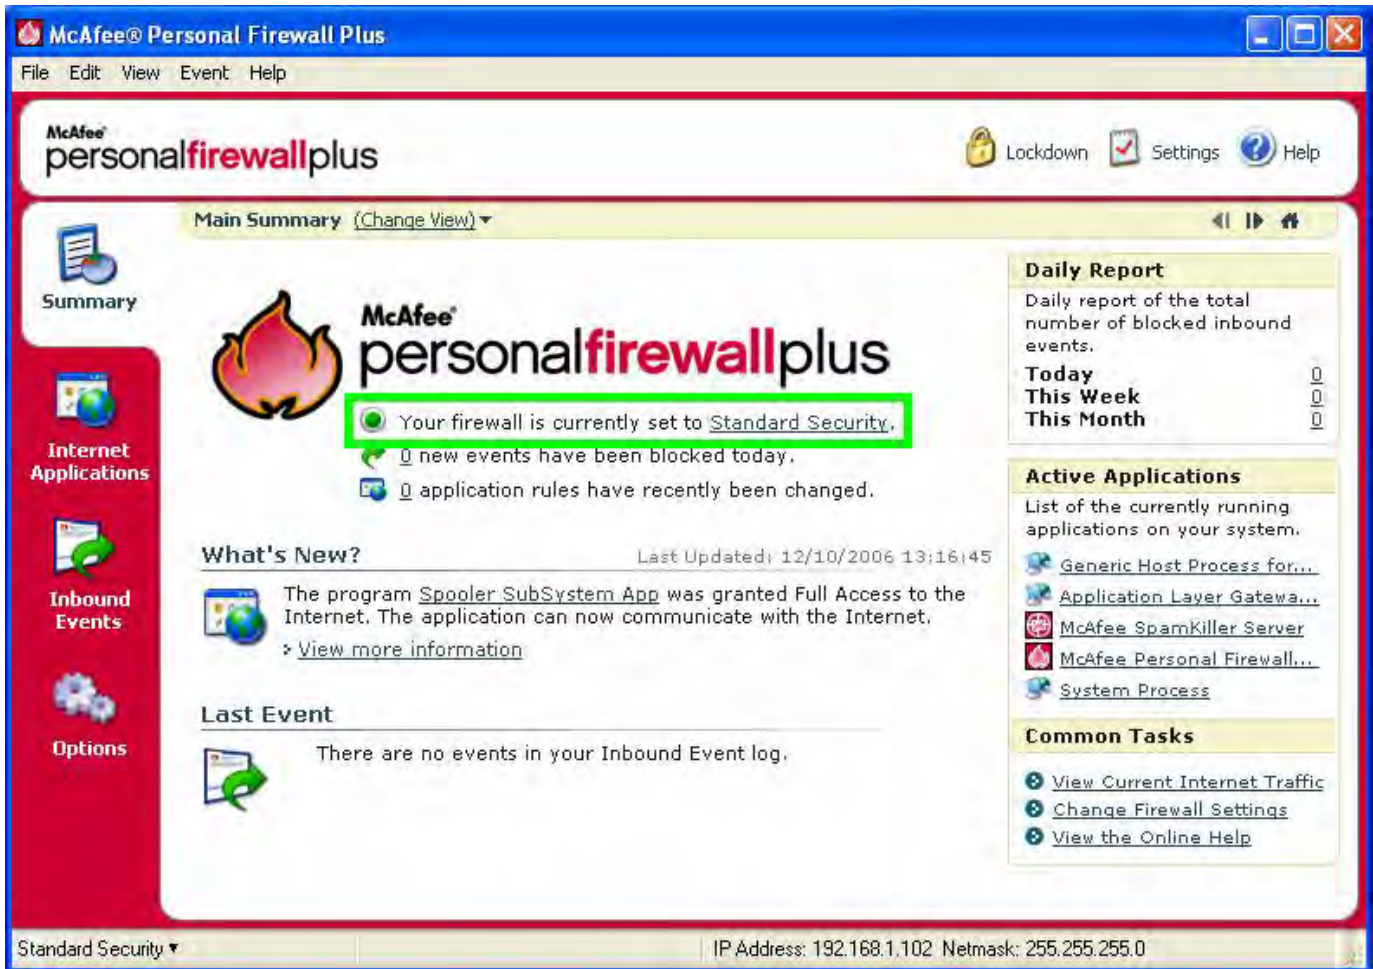 McAfee® Personal Firewall Plus
File Edit View Event Help
McAfee®
personalfirewallplus
Lockdown Settings Help
Summary
Internet
Applications
Inbound
Events
Options
Main Summary (Change View)
McAfee®
personalfirewallplus
Your firewall is currently set to Standard Security.
0 new events have been blocked today.
0 application rules have recently been changed.
What's New? Last Updated: 12/10/2006 13:16:45
The program Spooler SubSystem App was granted Full Access to the
Internet. The application can now communicate with the Internet.
View more information
Last Event
There are no events in your Inbound Event log.
Daily Report
Daily report of the total
number of blocked inbound
events.
Today 0
This Week 0
This Month 0
Active Applications
List of the currently running
applications on your system.
Generic Host Process for...
Application Layer Gatewa...
McAfee SpamKiller Server
McAfee Personal Firewall...
System Process
Common Tasks
View Current Internet Traffic
Change Firewall Settings
View the Online Help
Standard Security IP Address: 192.168.1.102 Netmask: 255.255.255.0